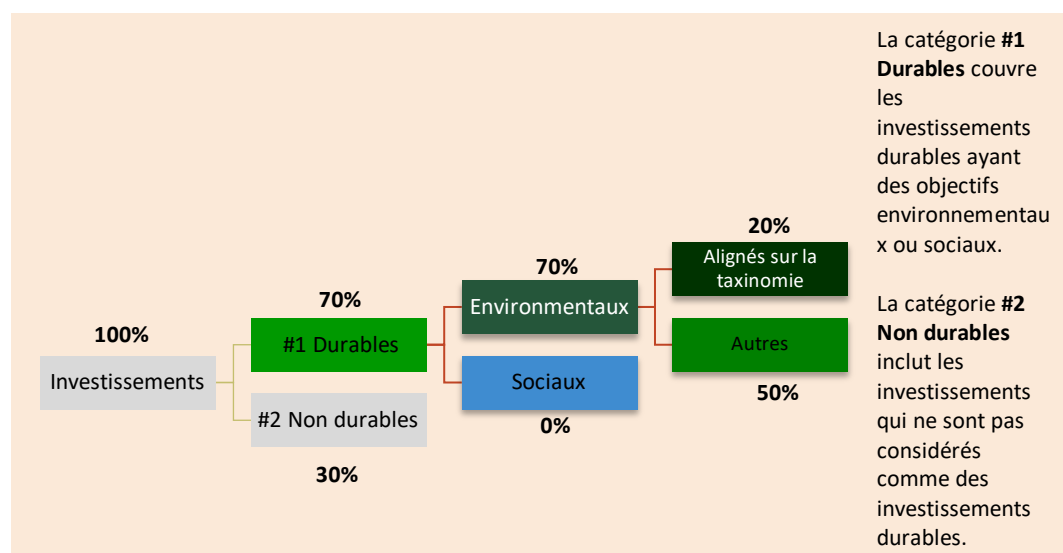 100%
Investissements
70%
#1 Durables
#2 Non durables
30%
70%
Environmentaux
Sociaux
0%
20%
Alignés sur la
taxinomie
Autres
50%
La catégorie #1
Durables couvre
les
investissements
durables ayant
des objectifs
environnementau
x ou sociaux.
La catégorie #2
Non durables
inclut les
investissements
qui ne sont pas
considérés
comme des
investissements
durables.